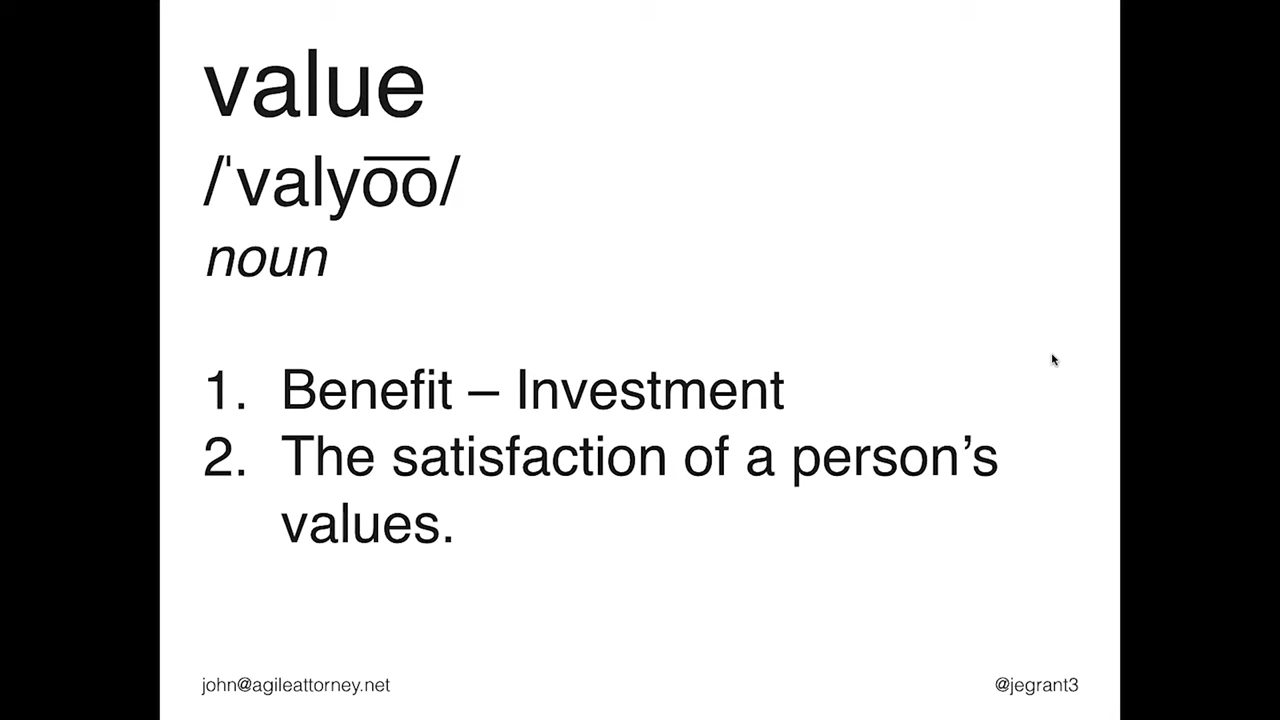 value
/ˈvalyo͞o/
noun
1. Benefit – Investment
2. The satisfaction of a person’s
values.
john@agileattorney.net
@jegrant3